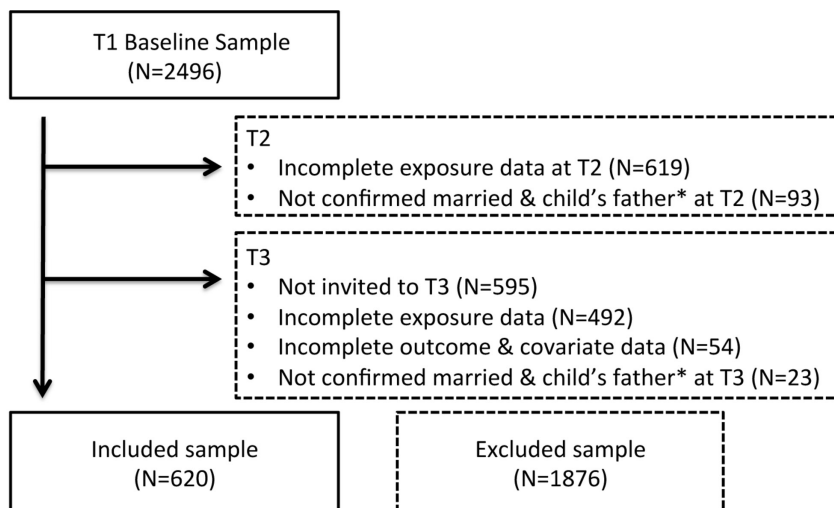 T1 Baseline Sample
(N=2496)
T2
• Incomplete exposure data at T2 (N=619)
• Not confirmed married & child's father* at T2 (N=93)
T3
• Not invited to T3 (N=595)
• Incomplete exposure data (N=492)
• Incomplete outcome & covariate data (N=54)
• Not confirmed married & child's father* at T3 (N=23)
Included sample
(N=620)
Excluded sample
(N=1876)